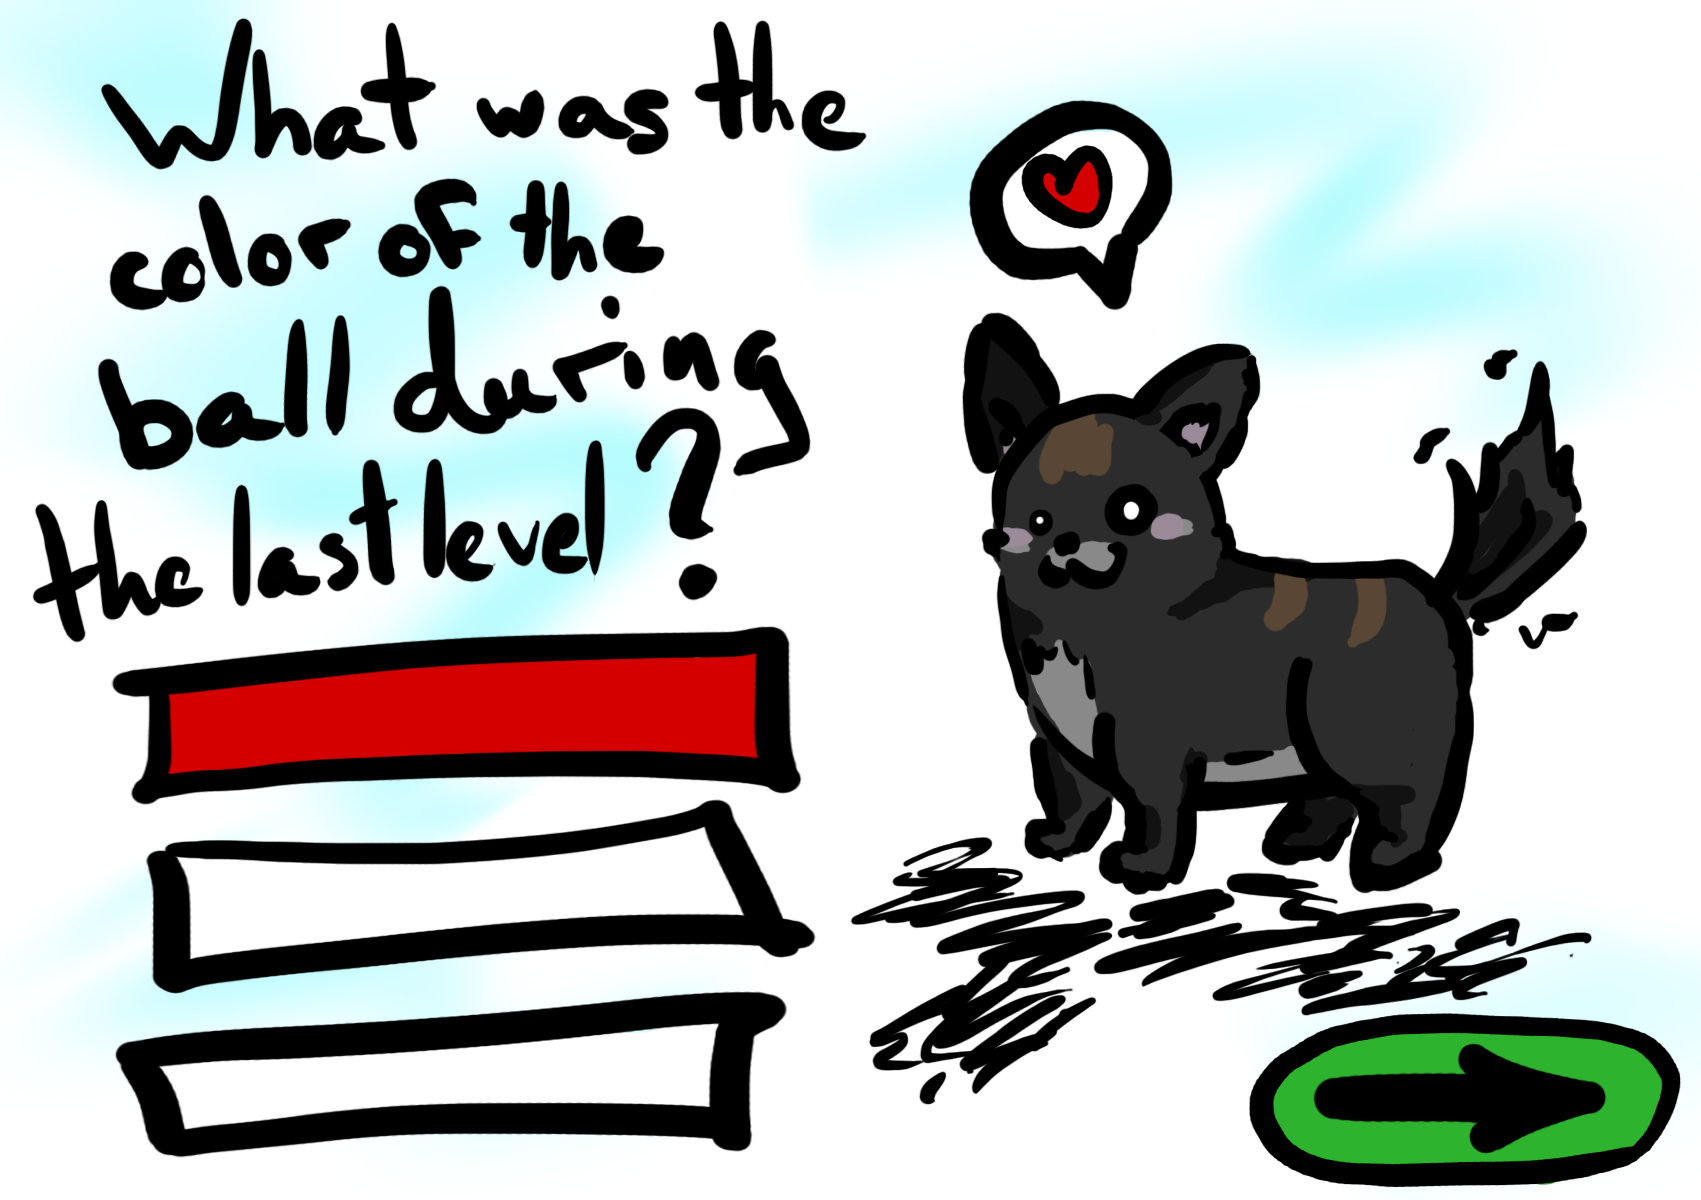 What was the
color of the
ball during
the last level?